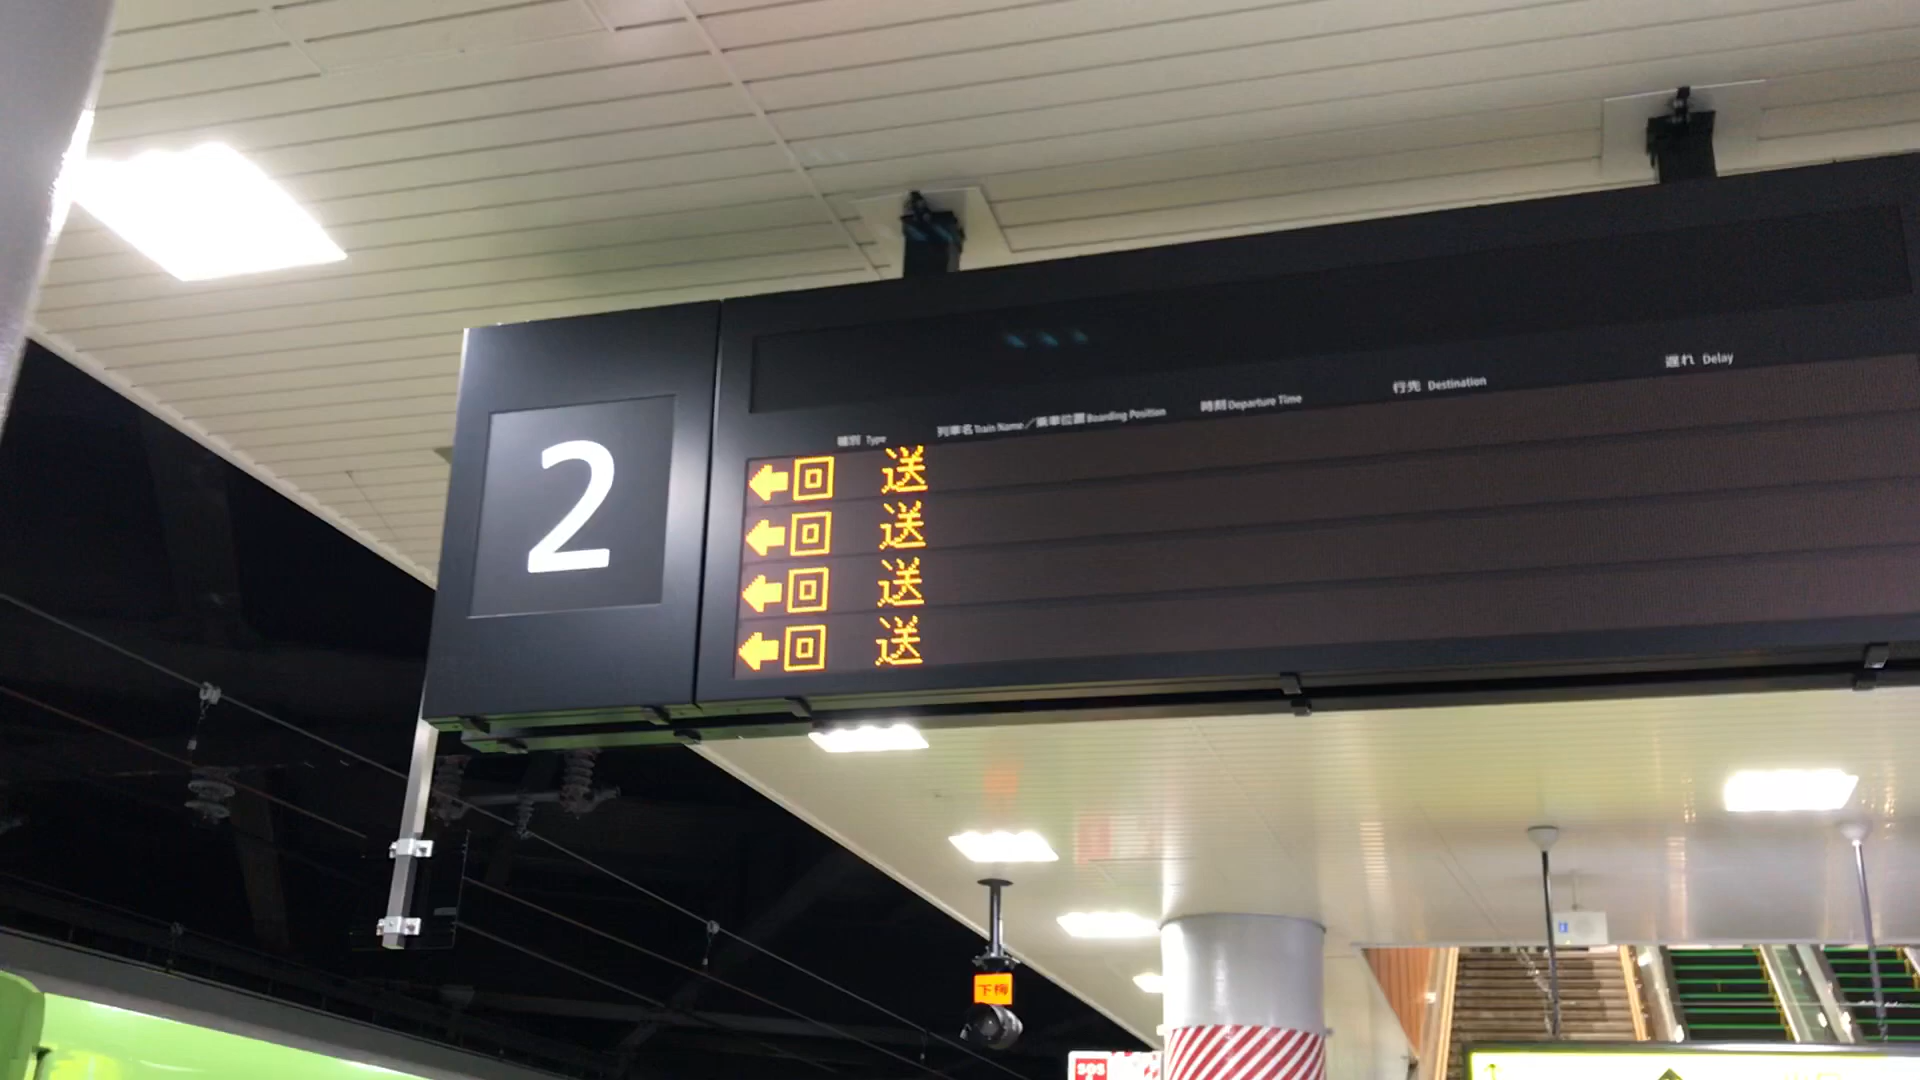 2
種別 Type 列車名 Train Name／乗車位置 Boarding Position 時刻 Departure Time 行先 Destination 遅れ Delay
←回 送
←回 送
←回 送
←回 送
下梅
SOS